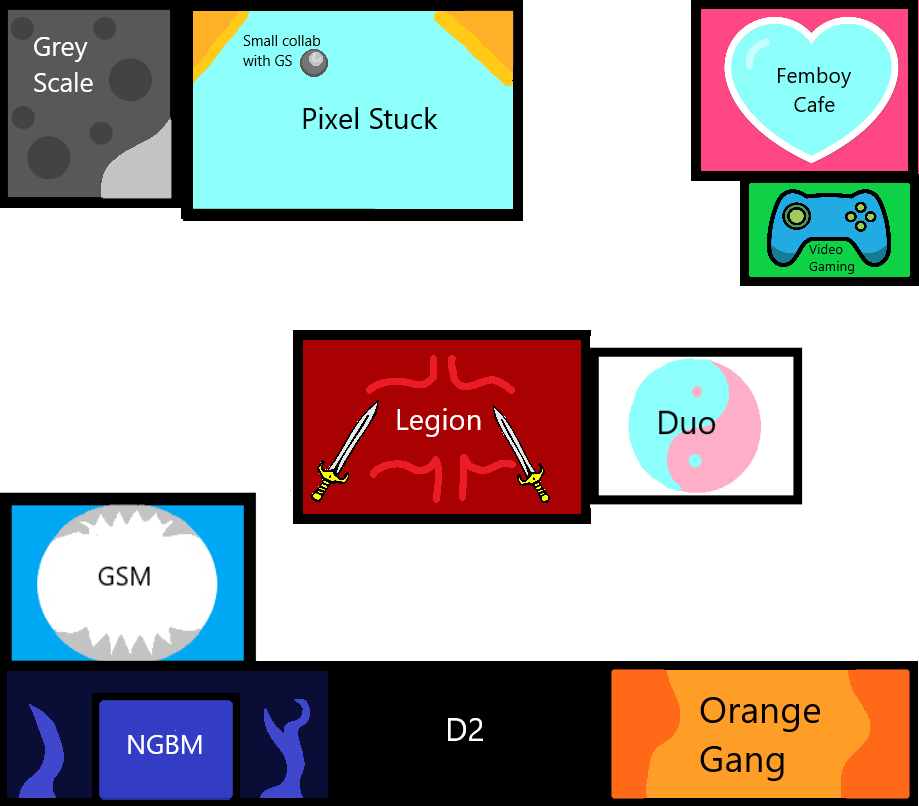 Grey
Scale
Small collab
with GS
Pixel Stuck
Femboy
Cafe
Video
Gaming
Legion
Duo
GSM
NGBM
D2
Orange
Gang